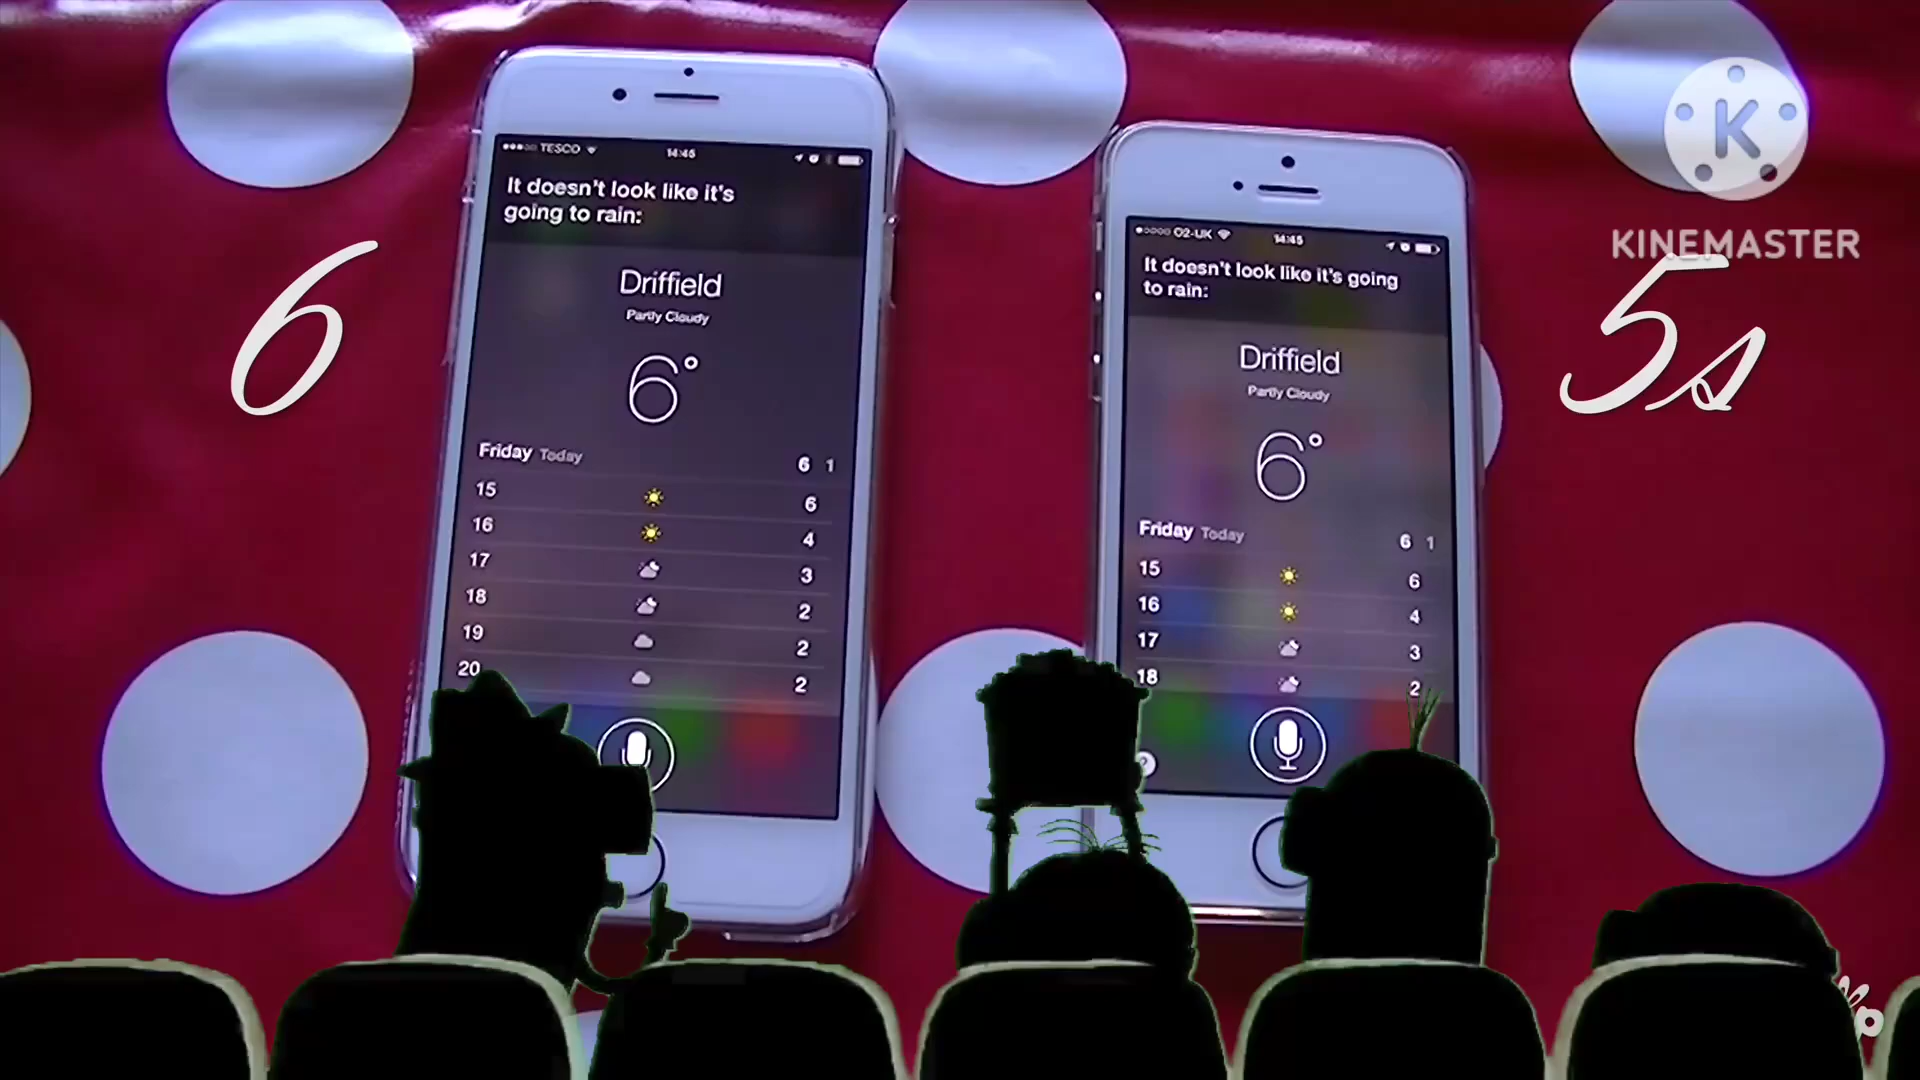 6
TESCO
14:45
It doesn't look like it's
going to rain:
Driffield
Partly Cloudy
6°
Friday Today 6 1
15 6
16 4
17 3
18 2
19 2
20 2
5s
O2-UK
14:45
It doesn't look like it's going
to rain:
Driffield
Partly Cloudy
6°
Friday Today 6 1
15 6
16 4
17 3
18 2
?
K
KINEMASTER